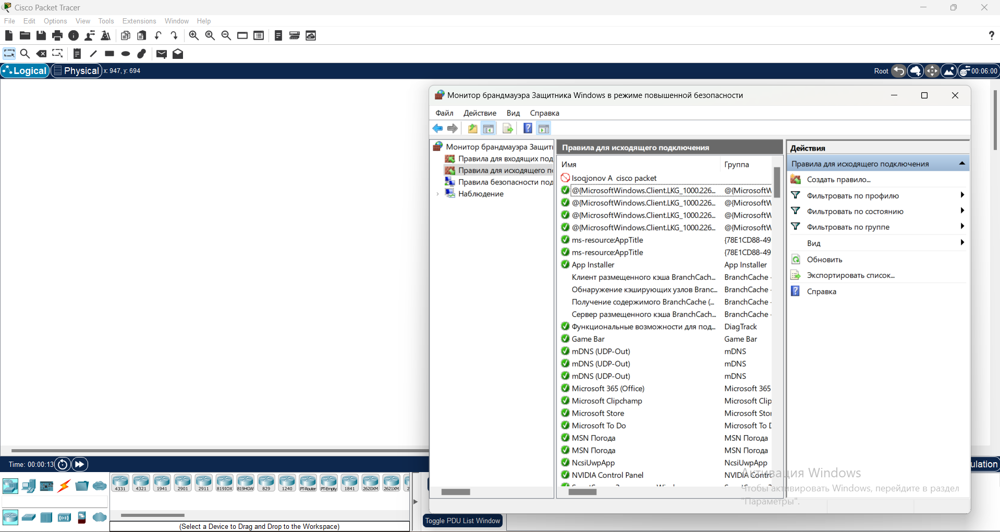 Cisco Packet Tracer
File Edit Options View Tools Extensions Window Help
Logical Physical x: 947, y: 694
Root 00:06:00
Монитор брандмауэра Защитника Windows в режиме повышенной безопасности
Файл Действие Вид Справка
Монитор брандмауэра Защит
Правила для входящих под
Правила для исходящего п
Правила безопасности под
Наблюдение
Правила для исходящего подключения
Имя Группа
Isoqjonov A cisco packet
@{MicrosoftWindows.Client.LKG_1000.226... @{MicrosoftW
@{MicrosoftWindows.Client.LKG_1000.226... @{MicrosoftW
@{MicrosoftWindows.Client.LKG_1000.226... @{MicrosoftW
@{MicrosoftWindows.Client.LKG_1000.226... @{MicrosoftW
ms-resource:AppTitle {78E1CD88-49
ms-resource:AppTitle {78E1CD88-49
App Installer App Installer
Клиент размещенного кэша BranchCach... BranchCache -
Обнаружение кэширующих узлов Branc... BranchCache -
Получение содержимого BranchCache (... BranchCache -
Сервер размещенного кэша BranchCach... BranchCache -
Функциональные возможности для под... DiagTrack
Game Bar Game Bar
mDNS (UDP-Out) mDNS
mDNS (UDP-Out) mDNS
mDNS (UDP-Out) mDNS
Microsoft 365 (Office) Microsoft 365
Microsoft Clipchamp Microsoft Clip
Microsoft Store Microsoft Stor
Microsoft To Do Microsoft To D
MSN Погода MSN Погода
MSN Погода MSN Погода
NcsiUwpApp NcsiUwpApp
NVIDIA Control Panel NVIDIA Contro
Действия
Правила для исходящего подключения
Создать правило...
Фильтровать по профилю
Фильтровать по состоянию
Фильтровать по группе
Вид
Обновить
Экспортировать список...
Справка
Активация Windows
Чтобы активировать Windows, перейдите в раздел
"Параметры".
Time: 00:00:13
ulation
4331 4321 1941 2901 2911 819IOX 819HGW 829 1240 PT-Router PT-Empty 1841 2620XM 2621XM 2
(Select a Device to Drag and Drop to the Workspace)
Toggle PDU List Window